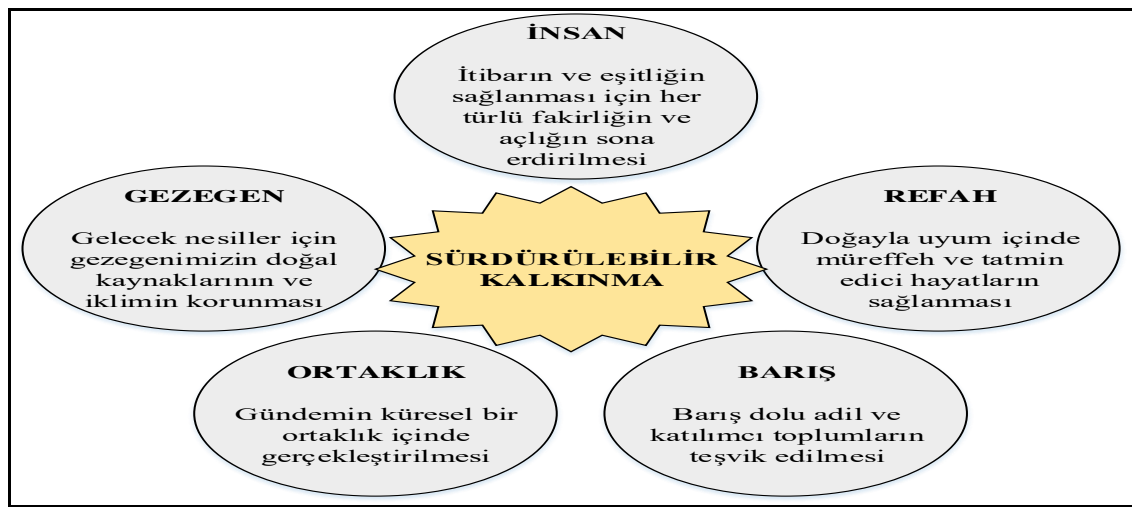 İNSAN
İtibarın ve eşitliğin
sağlanması için her
türlü fakirliğin ve
açlığın sona
erdirilmesi
GEZEGEN
Gelecek nesiller için
gezegenimizin doğal
kaynaklarının ve
iklimin korunması
SÜRDÜRÜLEBİLİR
KALKINMA
REFAH
Doğayla uyum içinde
müreffeh ve tatmin
edici hayatların
sağlanması
ORTAKLIK
Gündemin küresel bir
ortaklık içinde
gerçekleştirilmesi
BARIŞ
Barış dolu adil ve
katılımcı toplumların
teşvik edilmesi